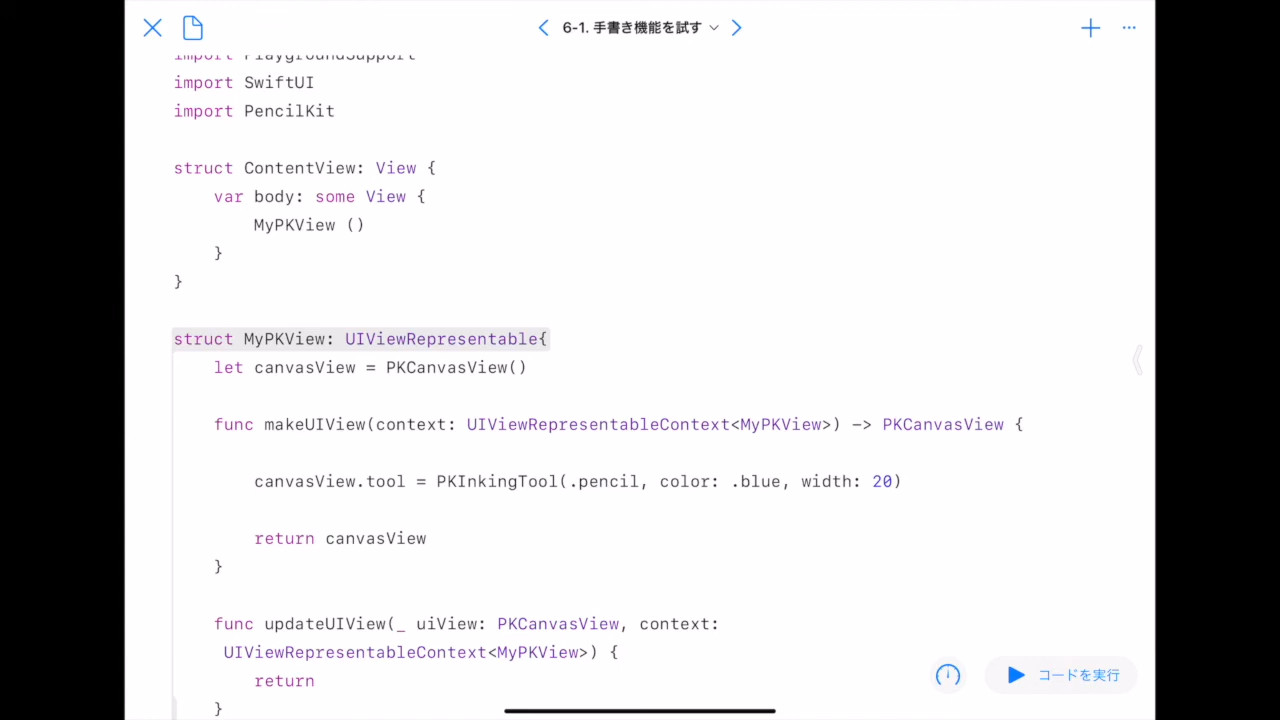 6-1. 手書き機能を試す
import PlaygroundSupport
import SwiftUI
import PencilKit
struct ContentView: View {
    var body: some View {
        MyPKView ()
    }
}
struct MyPKView: UIViewRepresentable{
    let canvasView = PKCanvasView()
    func makeUIView(context: UIViewRepresentableContext<MyPKView>) -> PKCanvasView {
        canvasView.tool = PKInkingTool(.pencil, color: .blue, width: 20)
        return canvasView
    }
    func updateUIView(_ uiView: PKCanvasView, context:
     UIViewRepresentableContext<MyPKView>) {
        return
    }
コードを実行